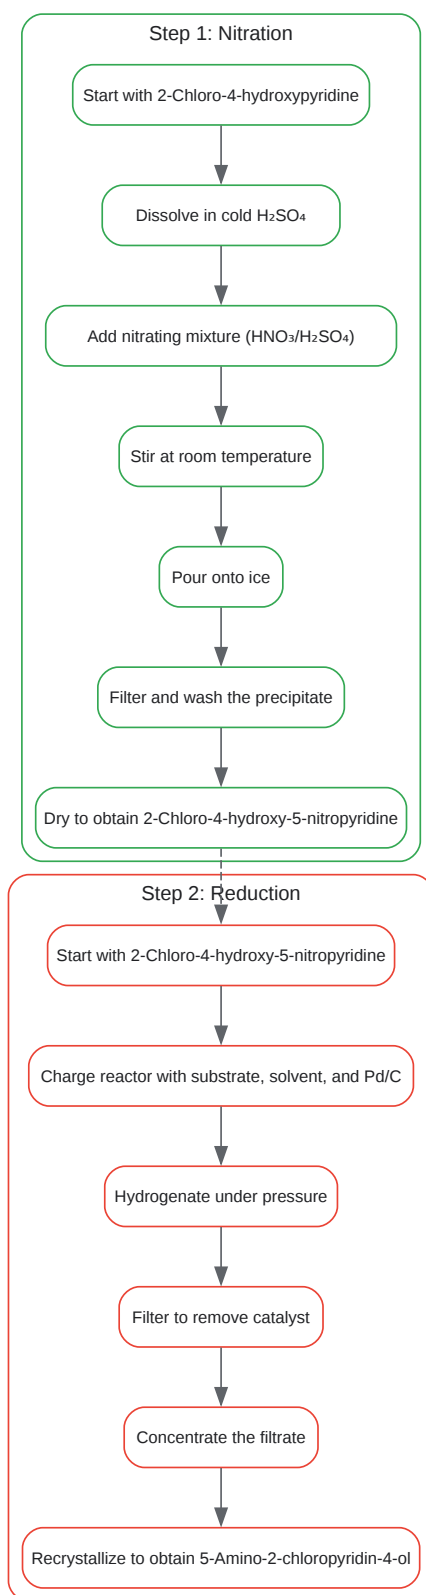 Step 1: Nitration
Start with 2-Chloro-4-hydroxypyridine
Dissolve in cold H₂SO₄
Add nitrating mixture (HNO₃/H₂SO₄)
Stir at room temperature
Pour onto ice
Filter and wash the precipitate
Dry to obtain 2-Chloro-4-hydroxy-5-nitropyridine
Step 2: Reduction
Start with 2-Chloro-4-hydroxy-5-nitropyridine
Charge reactor with substrate, solvent, and Pd/C
Hydrogenate under pressure
Filter to remove catalyst
Concentrate the filtrate
Recrystallize to obtain 5-Amino-2-chloropyridin-4-ol